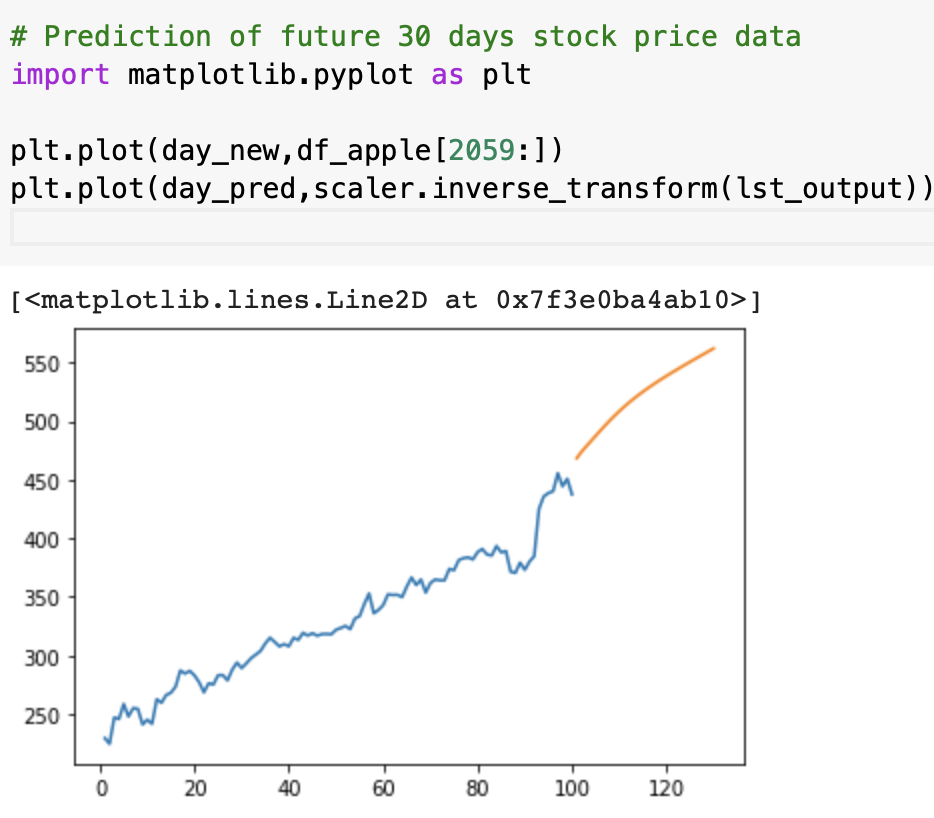 # Prediction of future 30 days stock price data
import matplotlib.pyplot as plt
plt.plot(day_new,df_apple[2059:])
plt.plot(day_pred,scaler.inverse_transform(lst_output))
[<matplotlib.lines.Line2D at 0x7f3e0ba4ab10>]
550
500
450
400
350
300
250
0 20 40 60 80 100 120